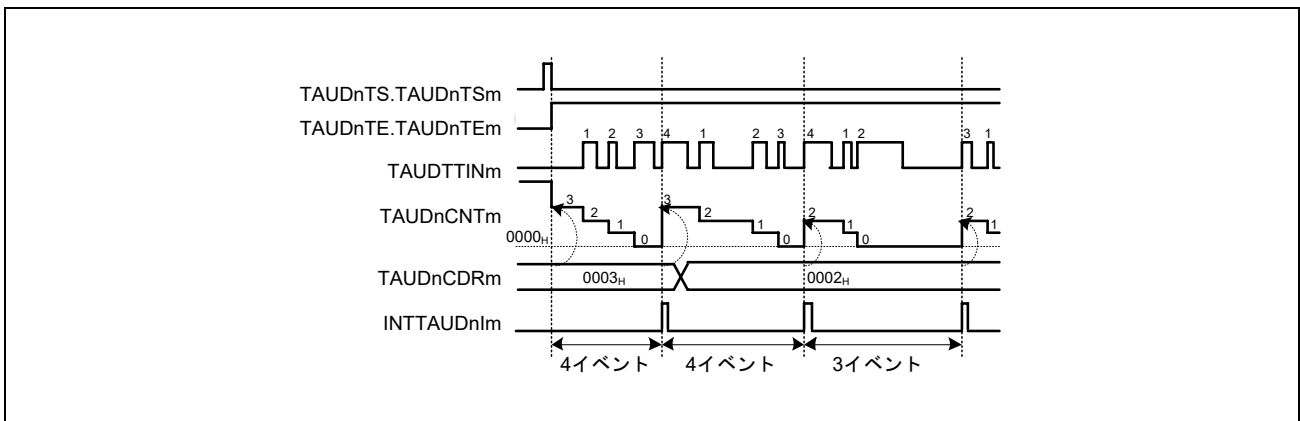 TAUDnTS.TAUDnTSm
TAUDnTE.TAUDnTEm
1 2 3 4 1 2 3 4 1 2 3 1
TAUDTTINm
3 2 1 0 3 2 1 0 2 1 0 2 1
TAUDnCNTm
0000H
TAUDnCDRm
0003H 0002H
INTTAUDnIm
4イベント 4イベント 3イベント